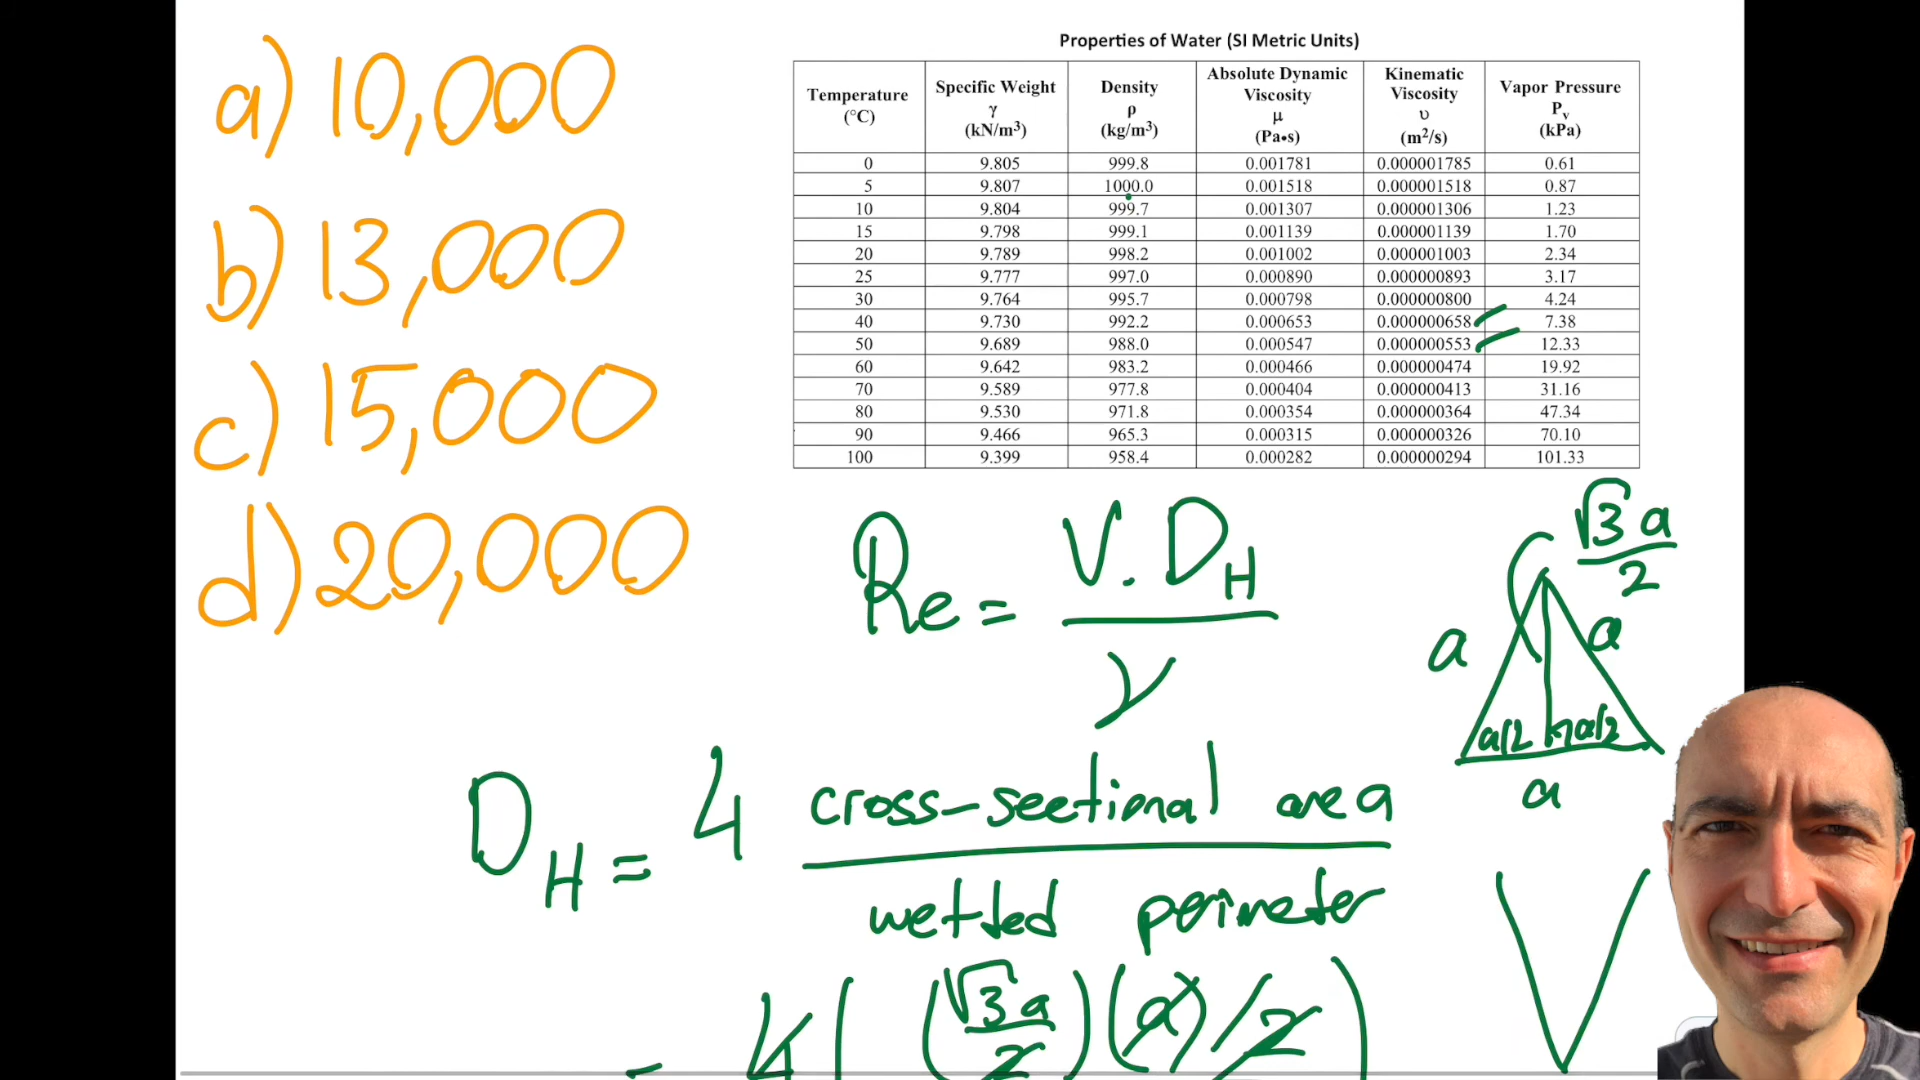 a) 10,000
b) 13,000
c) 15,000
d) 20,000
Properties of Water (SI Metric Units)
Temperature (°C) | Specific Weight γ (kN/m³) | Density ρ (kg/m³) | Absolute Dynamic Viscosity μ (Pa•s) | Kinematic Viscosity υ (m²/s) | Vapor Pressure Pv (kPa)
0 9.805 999.8 0.001781 0.000001785 0.61
5 9.807 1000.0 0.001518 0.000001518 0.87
10 9.804 999.7 0.001307 0.000001306 1.23
15 9.798 999.1 0.001139 0.000001139 1.70
20 9.789 998.2 0.001002 0.000001003 2.34
25 9.777 997.0 0.000890 0.000000893 3.17
30 9.764 995.7 0.000798 0.000000800 4.24
40 9.730 992.2 0.000653 0.000000658 7.38
50 9.689 988.0 0.000547 0.000000553 12.33
60 9.642 983.2 0.000466 0.000000474 19.92
70 9.589 977.8 0.000404 0.000000413 31.16
80 9.530 971.8 0.000354 0.000000364 47.34
90 9.466 965.3 0.000315 0.000000326 70.10
100 9.399 958.4 0.000282 0.000000294 101.33
Re = V. D_H / ν
√3 a / 2
a a
a/2 a/2
a
D_H = 4 cross-sectional area / wetted perimeter
= 4 ( (√3 a / 2) (a) / 2 )